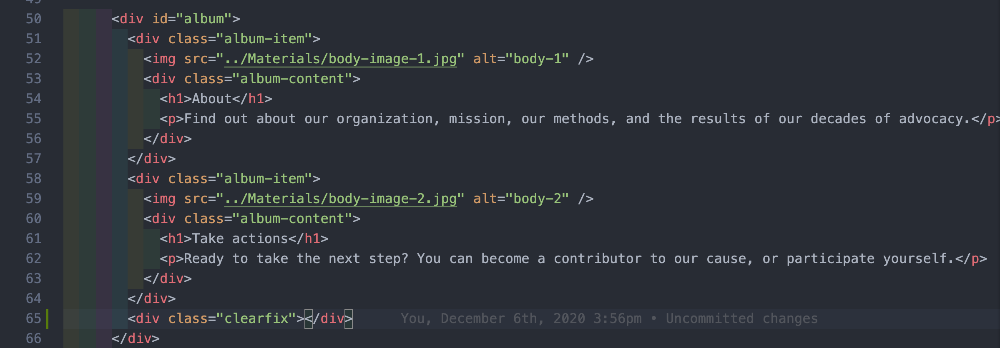 50 <div id="album">
51 <div class="album-item">
52 <img src="../Materials/body-image-1.jpg" alt="body-1" />
53 <div class="album-content">
54 <h1>About</h1>
55 <p>Find out about our organization, mission, our methods, and the results of our decades of advocacy.</p>
56 </div>
57 </div>
58 <div class="album-item">
59 <img src="../Materials/body-image-2.jpg" alt="body-2" />
60 <div class="album-content">
61 <h1>Take actions</h1>
62 <p>Ready to take the next step? You can become a contributor to our cause, or participate yourself.</p>
63 </div>
64 </div>
65 <div class="clearfix"></div> You, December 6th, 2020 3:56pm • Uncommitted changes
66 </div>